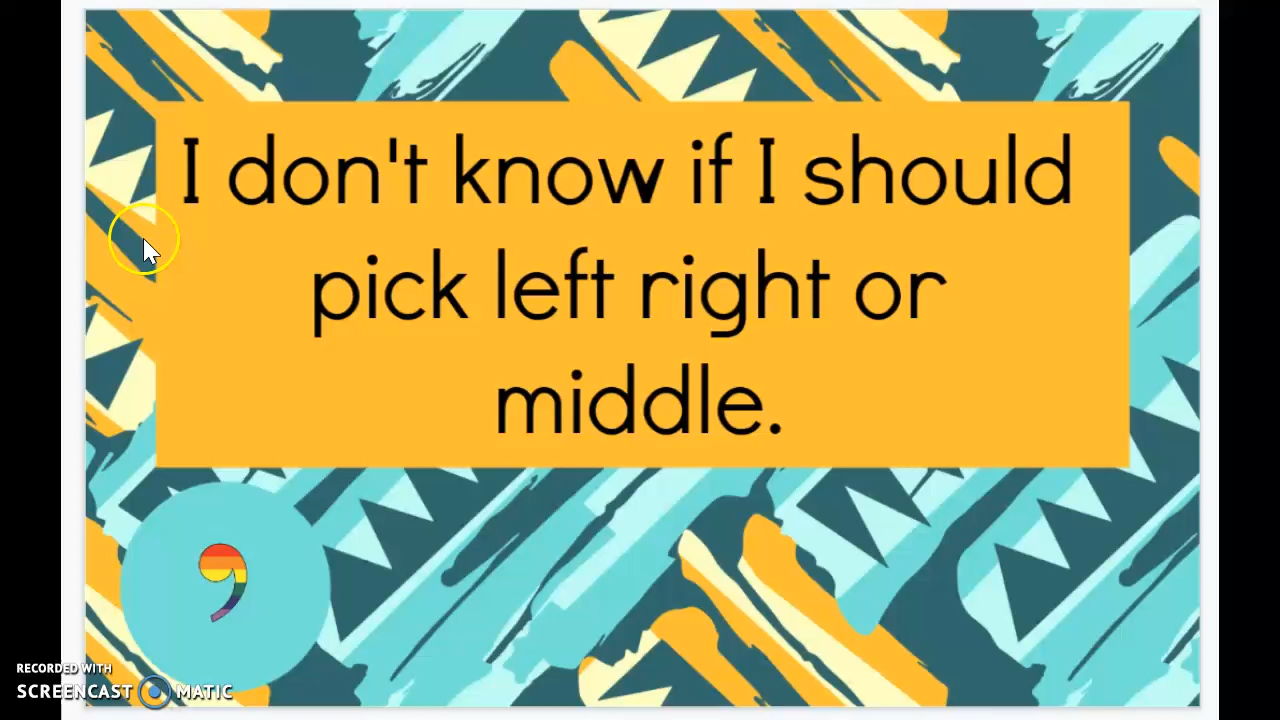 I don't know if I should
pick left right or
middle.
,
RECORDED WITH
SCREENCAST MATIC